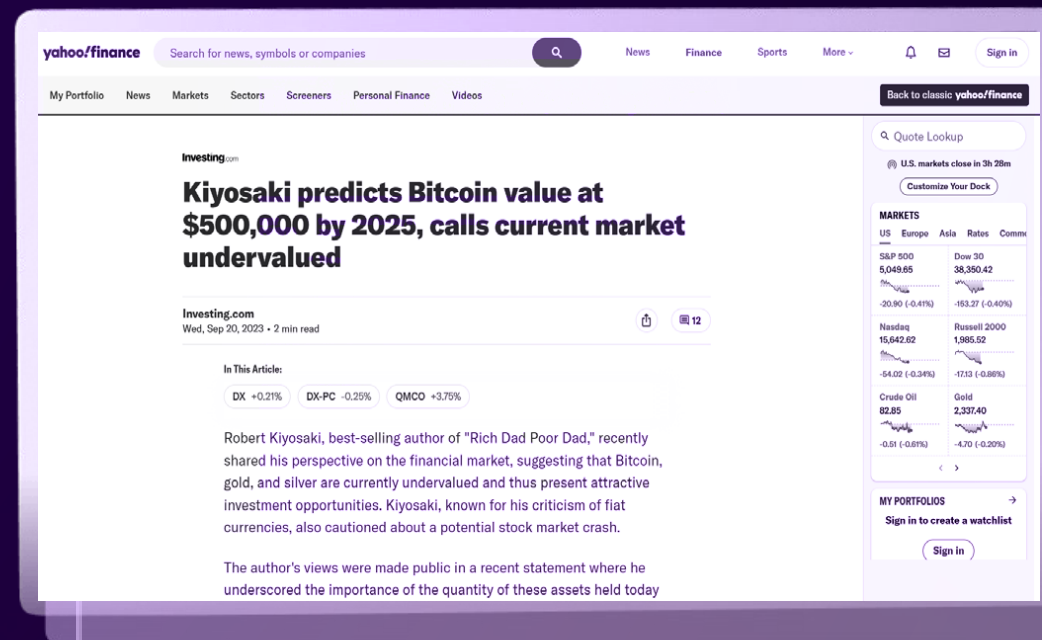 yahoo!finance
Search for news, symbols or companies
News Finance Sports More
Sign in
My Portfolio News Markets Sectors Screeners Personal Finance Videos
Back to classic yahoo!finance
Investing.com
Kiyosaki predicts Bitcoin value at
$500,000 by 2025, calls current market
undervalued
Investing.com
Wed, Sep 20, 2023 • 2 min read
12
In This Article:
DX +0.21% DX-PC -0.25% QMCO +3.75%
Robert Kiyosaki, best-selling author of "Rich Dad Poor Dad," recently
shared his perspective on the financial market, suggesting that Bitcoin,
gold, and silver are currently undervalued and thus present attractive
investment opportunities. Kiyosaki, known for his criticism of fiat
currencies, also cautioned about a potential stock market crash.
The author's views were made public in a recent statement where he
underscored the importance of the quantity of these assets held today
Quote Lookup
U.S. markets close in 3h 28m
Customize Your Dock
MARKETS
US Europe Asia Rates Comm
S&P 500 Dow 30
5,049.65 38,350.42
-20.90 (-0.41%) -153.27 (-0.40%)
Nasdaq Russell 2000
15,642.62 1,985.52
-54.02 (-0.34%) -17.13 (-0.86%)
Crude Oil Gold
82.85 2,337.40
-0.51 (-0.61%) -4.70 (-0.20%)
MY PORTFOLIOS
Sign in to create a watchlist
Sign in